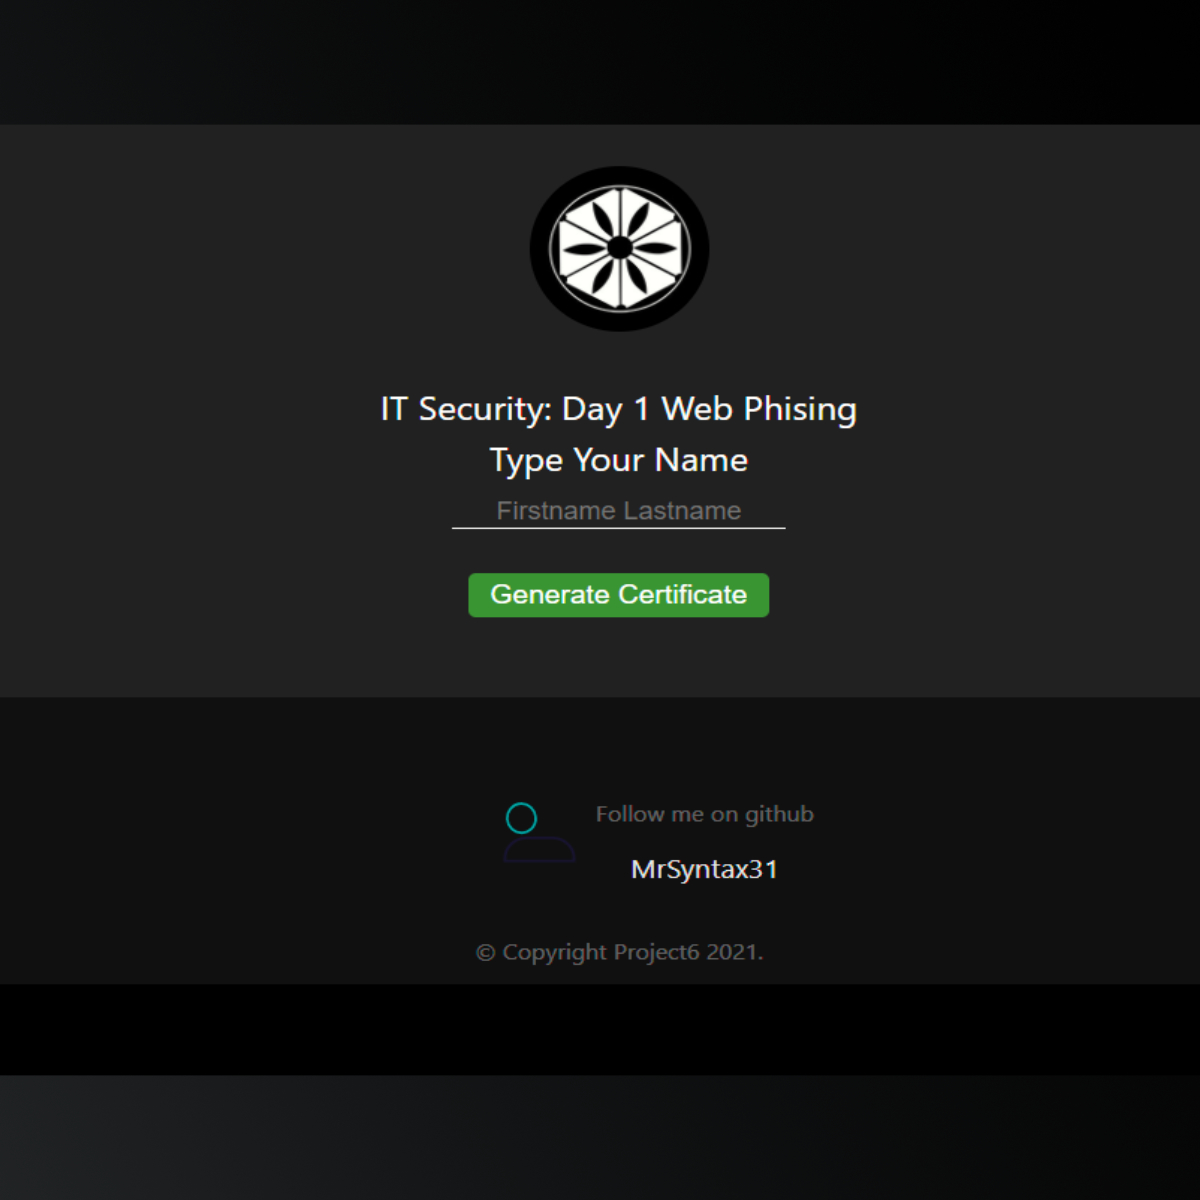 IT Security: Day 1 Web Phising
Type Your Name
Firstname Lastname
Generate Certificate
Follow me on github
MrSyntax31
© Copyright Project6 2021.